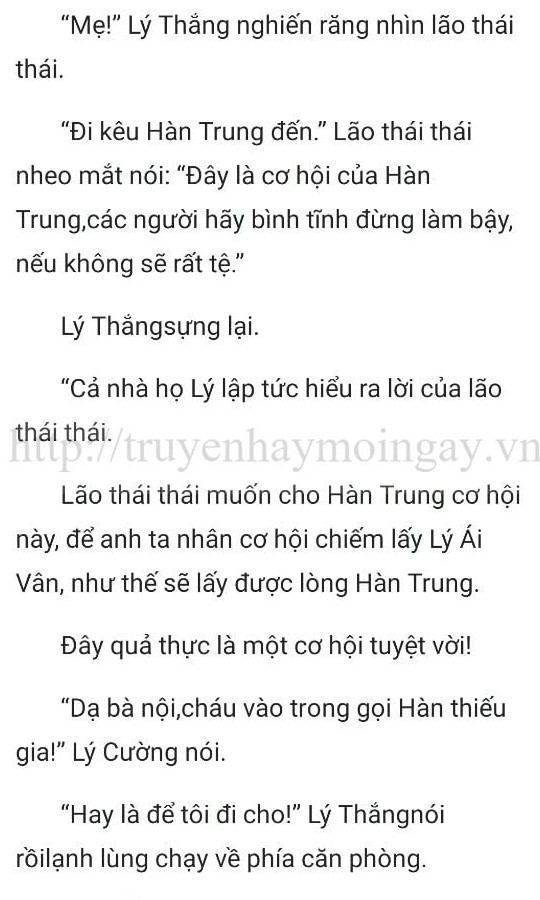 “Mẹ!” Lý Thắng nghiến răng nhìn lão thái
thái.
“Đi kêu Hàn Trung đến.” Lão thái thái
nheo mắt nói: “Đây là cơ hội của Hàn
Trung,các người hãy bình tĩnh đừng làm bậy,
nếu không sẽ rất tệ.”
Lý Thắngsựng lại.
“Cả nhà họ Lý lập tức hiểu ra lời của lão
thái thái.
http://truyenhaymoingay.vn
Lão thái thái muốn cho Hàn Trung cơ hội
này, để anh ta nhân cơ hội chiếm lấy Lý Ái
Vân, như thế sẽ lấy được lòng Hàn Trung.
Đây quả thực là một cơ hội tuyệt vời!
“Dạ bà nội,cháu vào trong gọi Hàn thiếu
gia!” Lý Cường nói.
“Hay là để tôi đi cho!” Lý Thắngnói
rồilạnh lùng chạy về phía căn phòng.